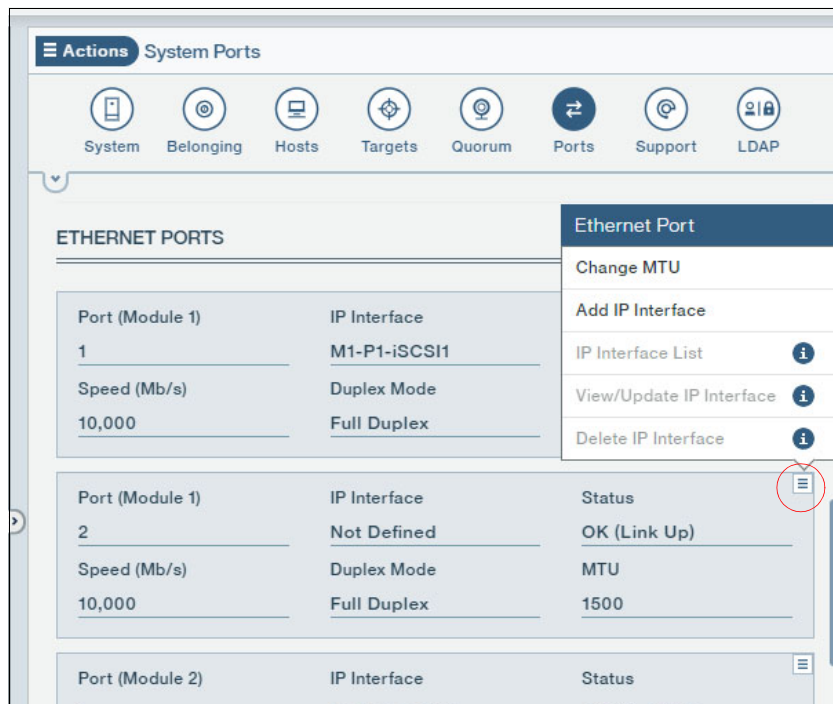 Actions System Ports
System Belonging Hosts Targets Quorum Ports Support LDAP
ETHERNET PORTS
Ethernet Port
Change MTU
Add IP Interface
IP Interface List
View/Update IP Interface
Delete IP Interface
Port (Module 1) IP Interface
1 M1-P1-iSCSI1
Speed (Mb/s) Duplex Mode
10,000 Full Duplex
Port (Module 1) IP Interface Status
2 Not Defined OK (Link Up)
Speed (Mb/s) Duplex Mode MTU
10,000 Full Duplex 1500
Port (Module 2) IP Interface Status